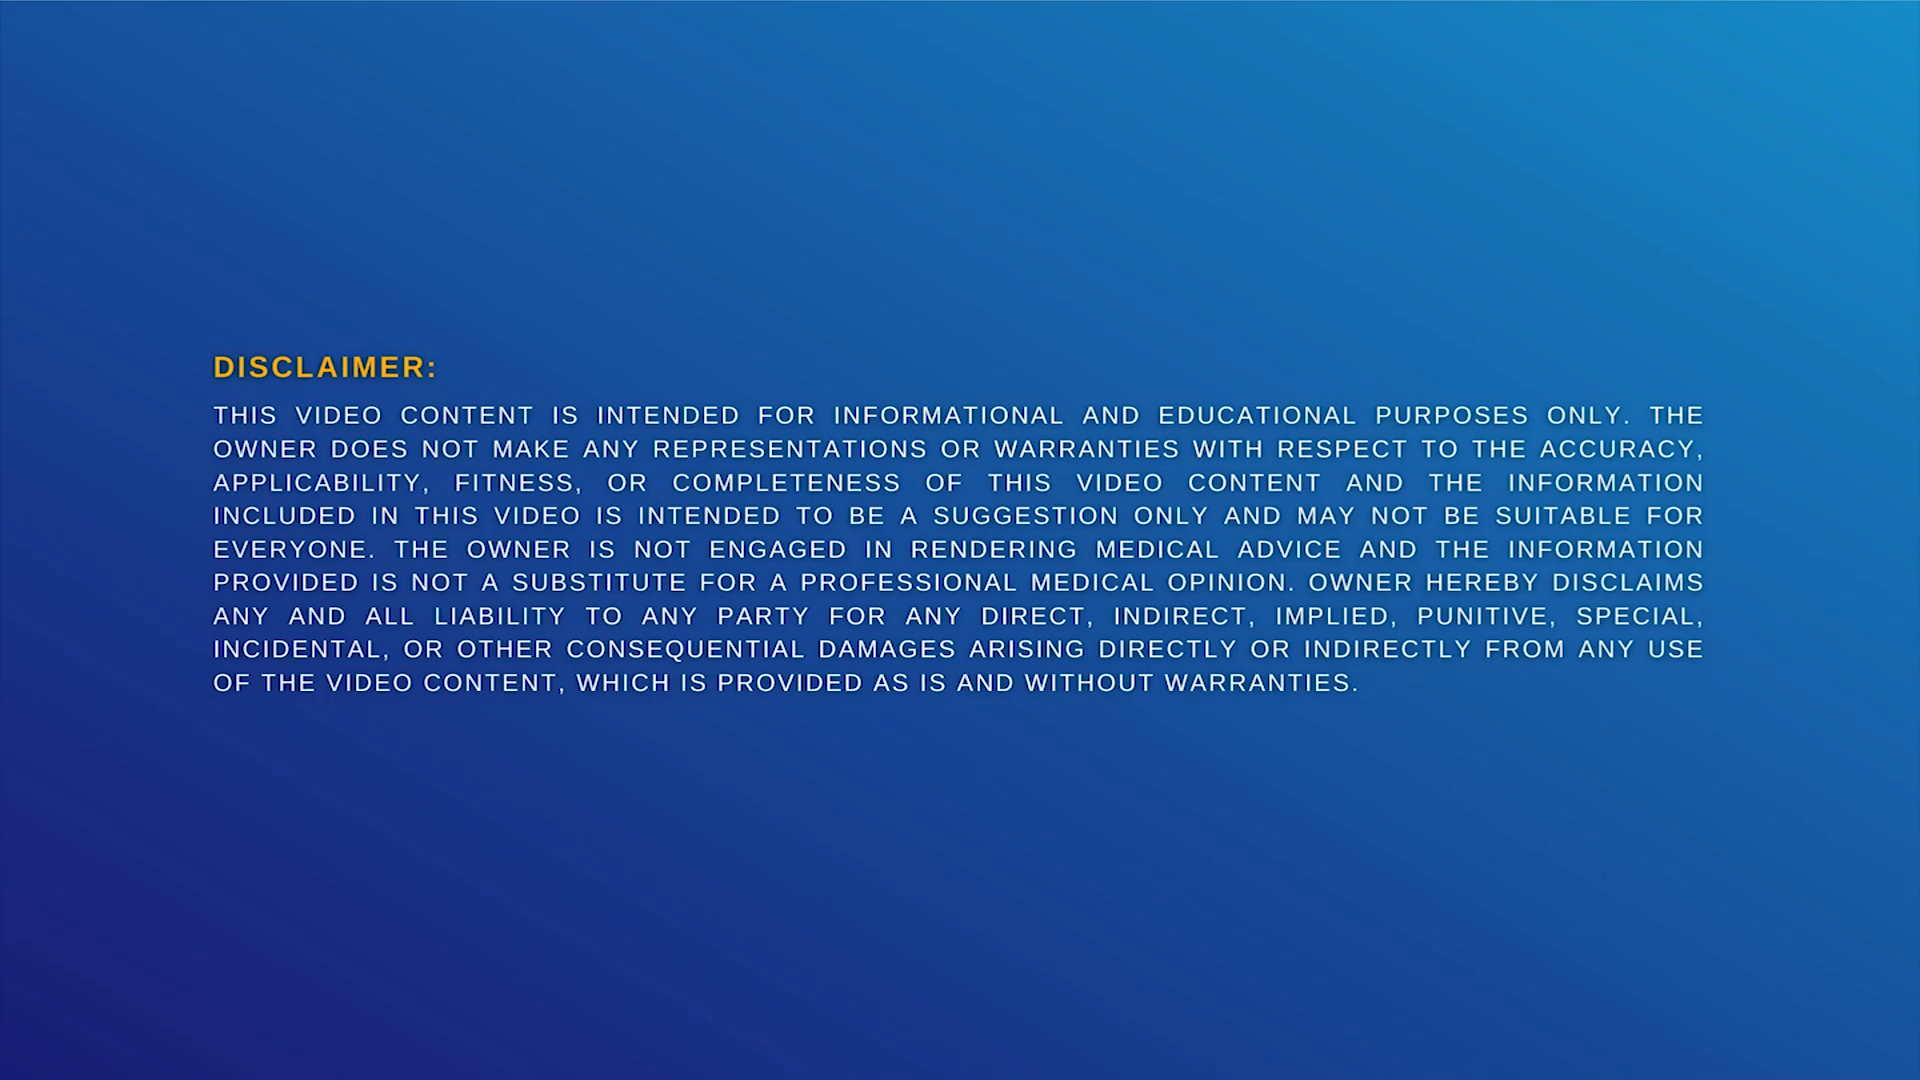 DISCLAIMER:
THIS VIDEO CONTENT IS INTENDED FOR INFORMATIONAL AND EDUCATIONAL PURPOSES ONLY. THE
OWNER DOES NOT MAKE ANY REPRESENTATIONS OR WARRANTIES WITH RESPECT TO THE ACCURACY,
APPLICABILITY, FITNESS, OR COMPLETENESS OF THIS VIDEO CONTENT AND THE INFORMATION
INCLUDED IN THIS VIDEO IS INTENDED TO BE A SUGGESTION ONLY AND MAY NOT BE SUITABLE FOR
EVERYONE. THE OWNER IS NOT ENGAGED IN RENDERING MEDICAL ADVICE AND THE INFORMATION
PROVIDED IS NOT A SUBSTITUTE FOR A PROFESSIONAL MEDICAL OPINION. OWNER HEREBY DISCLAIMS
ANY AND ALL LIABILITY TO ANY PARTY FOR ANY DIRECT, INDIRECT, IMPLIED, PUNITIVE, SPECIAL,
INCIDENTAL, OR OTHER CONSEQUENTIAL DAMAGES ARISING DIRECTLY OR INDIRECTLY FROM ANY USE
OF THE VIDEO CONTENT, WHICH IS PROVIDED AS IS AND WITHOUT WARRANTIES.